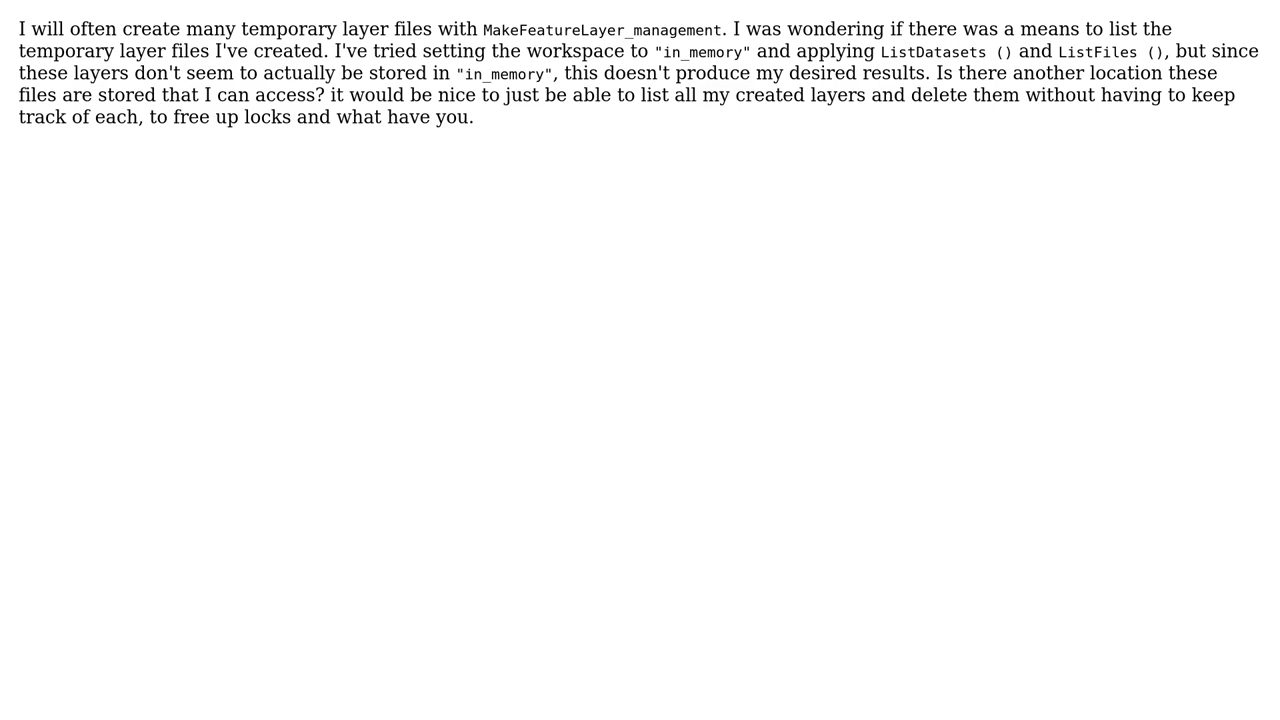 I will often create many temporary layer files with MakeFeatureLayer_management. I was wondering if there was a means to list the
temporary layer files I've created. I've tried setting the workspace to "in_memory" and applying ListDatasets () and ListFiles (), but since
these layers don't seem to actually be stored in "in_memory", this doesn't produce my desired results. Is there another location these
files are stored that I can access? it would be nice to just be able to list all my created layers and delete them without having to keep
track of each, to free up locks and what have you.